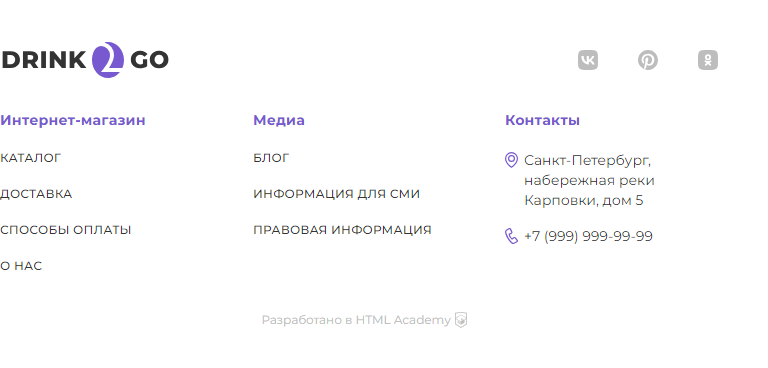 DRINK 2 GO
Интернет-магазин
КАТАЛОГ
ДОСТАВКА
СПОСОБЫ ОПЛАТЫ
О НАС
Медиа
БЛОГ
ИНФОРМАЦИЯ ДЛЯ СМИ
ПРАВОВАЯ ИНФОРМАЦИЯ
Контакты
Санкт-Петербург,
набережная реки
Карповки, дом 5
+7 (999) 999-99-99
Разработано в HTML Academy